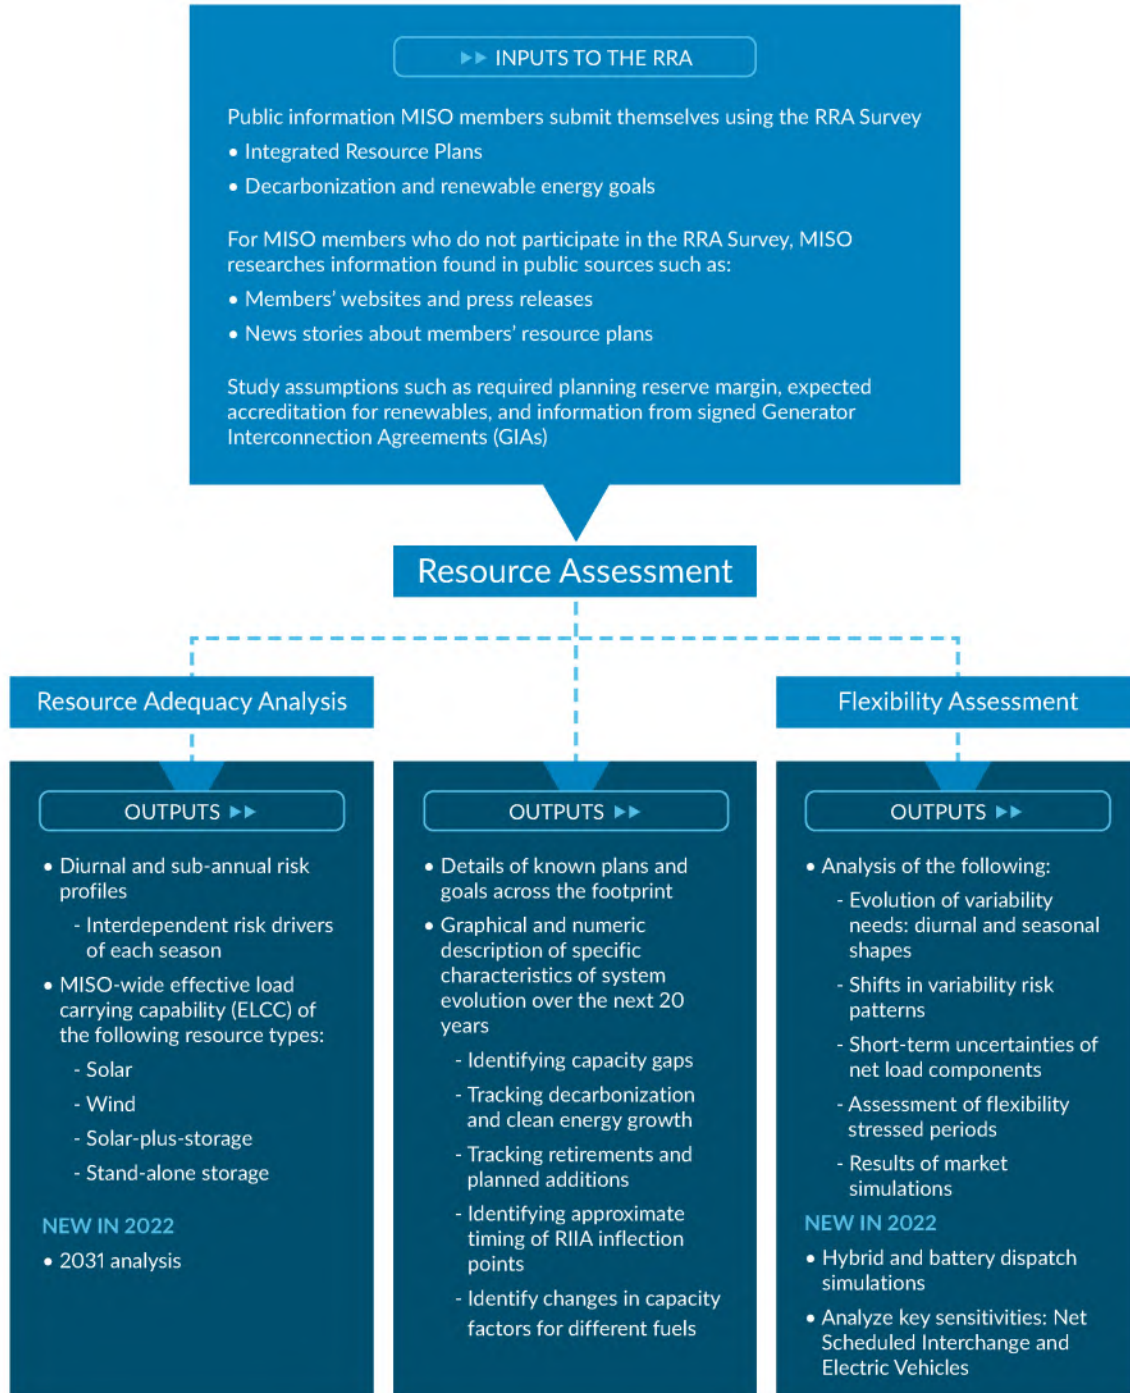 ▸▸ INPUTS TO THE RRA
Public information MISO members submit themselves using the RRA Survey
• Integrated Resource Plans
• Decarbonization and renewable energy goals
For MISO members who do not participate in the RRA Survey, MISO
researches information found in public sources such as:
• Members' websites and press releases
• News stories about members' resource plans
Study assumptions such as required planning reserve margin, expected
accreditation for renewables, and information from signed Generator
Interconnection Agreements (GIAs)
Resource Assessment
Resource Adequacy Analysis
OUTPUTS ▸▸
• Diurnal and sub-annual risk
profiles
- Interdependent risk drivers
of each season
• MISO-wide effective load
carrying capability (ELCC) of
the following resource types:
- Solar
- Wind
- Solar-plus-storage
- Stand-alone storage
NEW IN 2022
• 2031 analysis
OUTPUTS ▸▸
• Details of known plans and
goals across the footprint
• Graphical and numeric
description of specific
characteristics of system
evolution over the next 20
years
- Identifying capacity gaps
- Tracking decarbonization
and clean energy growth
- Tracking retirements and
planned additions
- Identifying approximate
timing of RIIA inflection
points
- Identify changes in capacity
factors for different fuels
Flexibility Assessment
OUTPUTS ▸▸
• Analysis of the following:
- Evolution of variability
needs: diurnal and seasonal
shapes
- Shifts in variability risk
patterns
- Short-term uncertainties of
net load components
- Assessment of flexibility
stressed periods
- Results of market
simulations
NEW IN 2022
• Hybrid and battery dispatch
simulations
• Analyze key sensitivities: Net
Scheduled Interchange and
Electric Vehicles